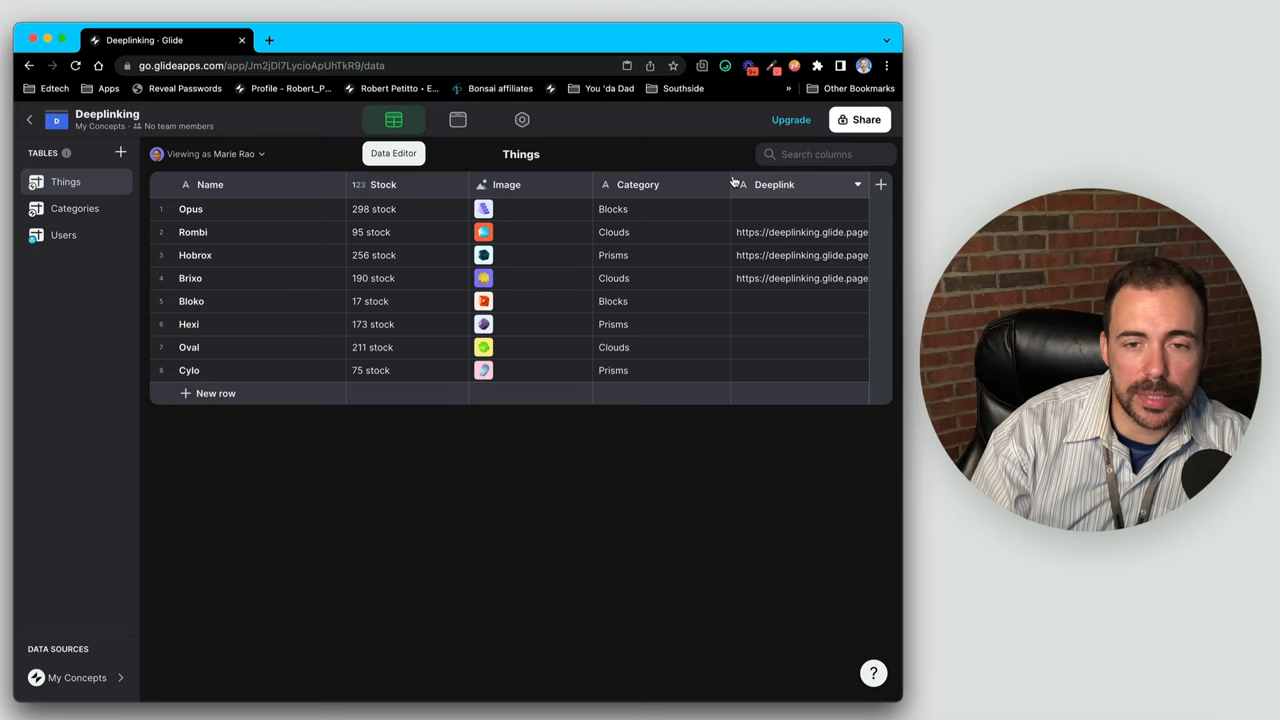 Deeplinking · Glide
go.glideapps.com/app/Jm2jDl7LycioApUhTkR9/data
Edtech
Apps
Reveal Passwords
Profile - Robert_P...
Robert Petitto • E...
Bonsai affiliates
You 'da Dad
Southside
»
Other Bookmarks
D
Deeplinking
My Concepts · No team members
Upgrade
Share
TABLES
Viewing as Marie Rao
Data Editor
Things
Search columns
Things
Categories
Users
A Name
123 Stock
Image
A Category
A Deeplink
1 Opus 298 stock Blocks
2 Rombi 95 stock Clouds https://deeplinking.glide.page
3 Hobrox 256 stock Prisms https://deeplinking.glide.page
4 Brixo 190 stock Clouds https://deeplinking.glide.page
5 Bloko 17 stock Blocks
6 Hexi 173 stock Prisms
7 Oval 211 stock Clouds
8 Cylo 75 stock Prisms
New row
DATA SOURCES
My Concepts
?